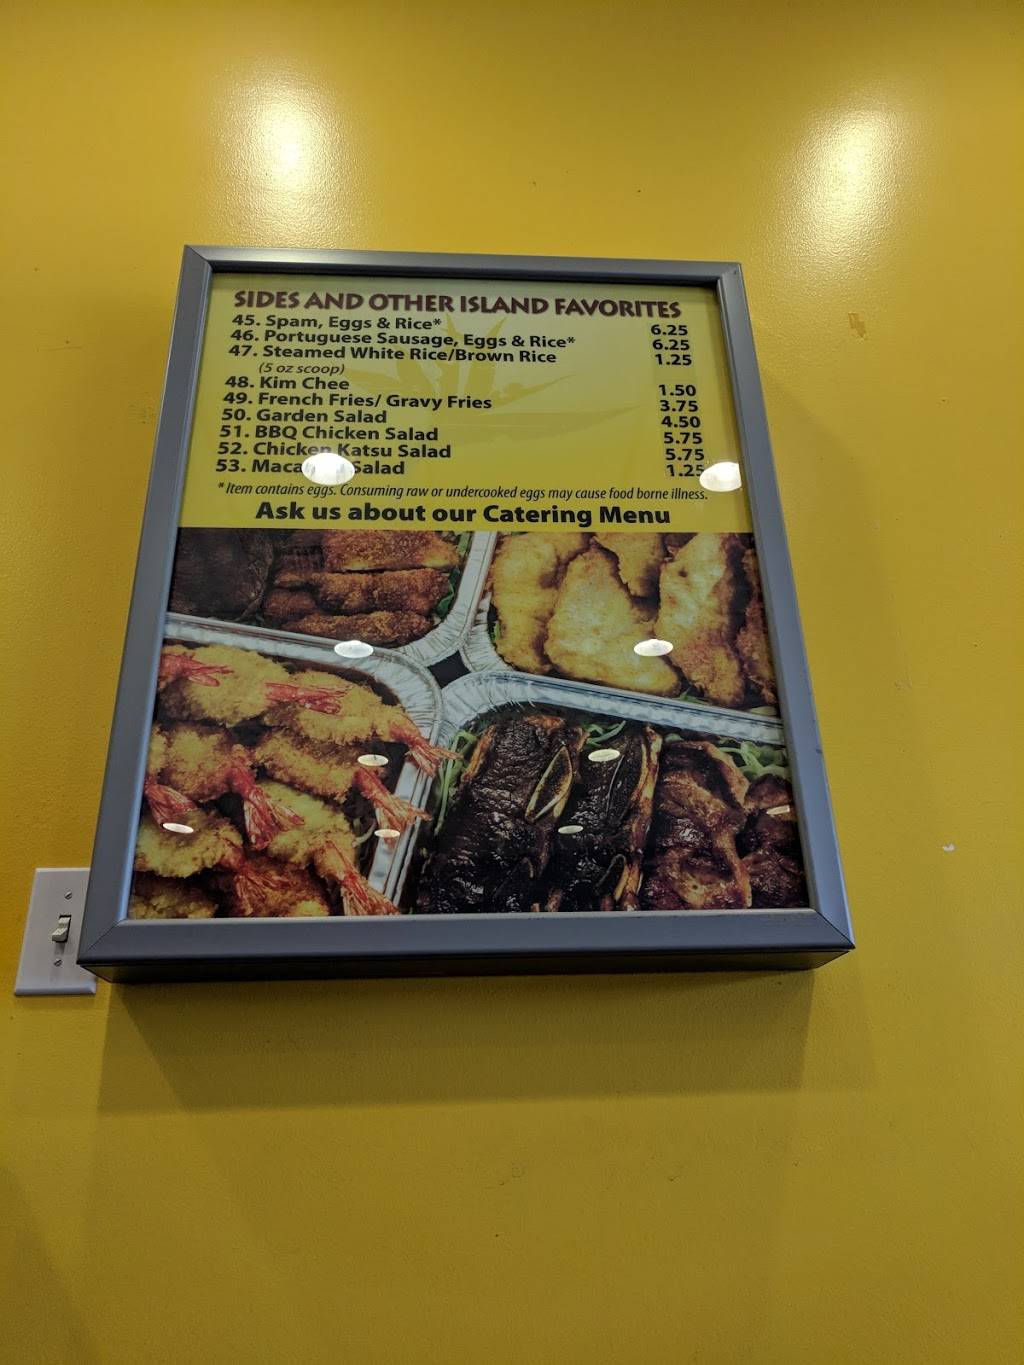 SIDES AND OTHER ISLAND FAVORITES
45. Spam, Eggs & Rice* 6.25
46. Portuguese Sausage, Eggs & Rice* 6.25
47. Steamed White Rice/Brown Rice 1.25
(5 oz scoop)
48. Kim Chee 1.50
49. French Fries/ Gravy Fries 3.75
50. Garden Salad 4.50
51. BBQ Chicken Salad 5.75
52. Chicken Katsu Salad 5.75
53. Salad 1.25
* Item contains eggs. Consuming raw or undercooked eggs may cause food borne illness.
Ask us about our Catering Menu